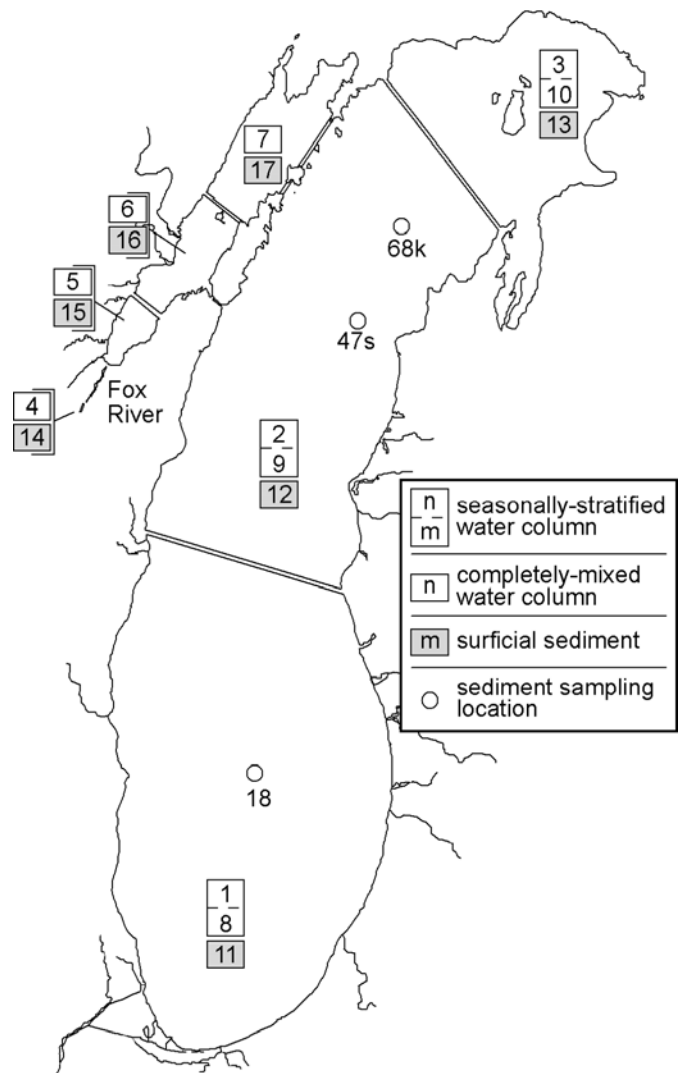 3
10
13
7
17
6
16
68k
5
15
47s
Fox
River
4
14
2
9
12
n
m
seasonally-stratified
water column
n
completely-mixed
water column
m
surficial sediment
sediment sampling
location
18
1
8
11